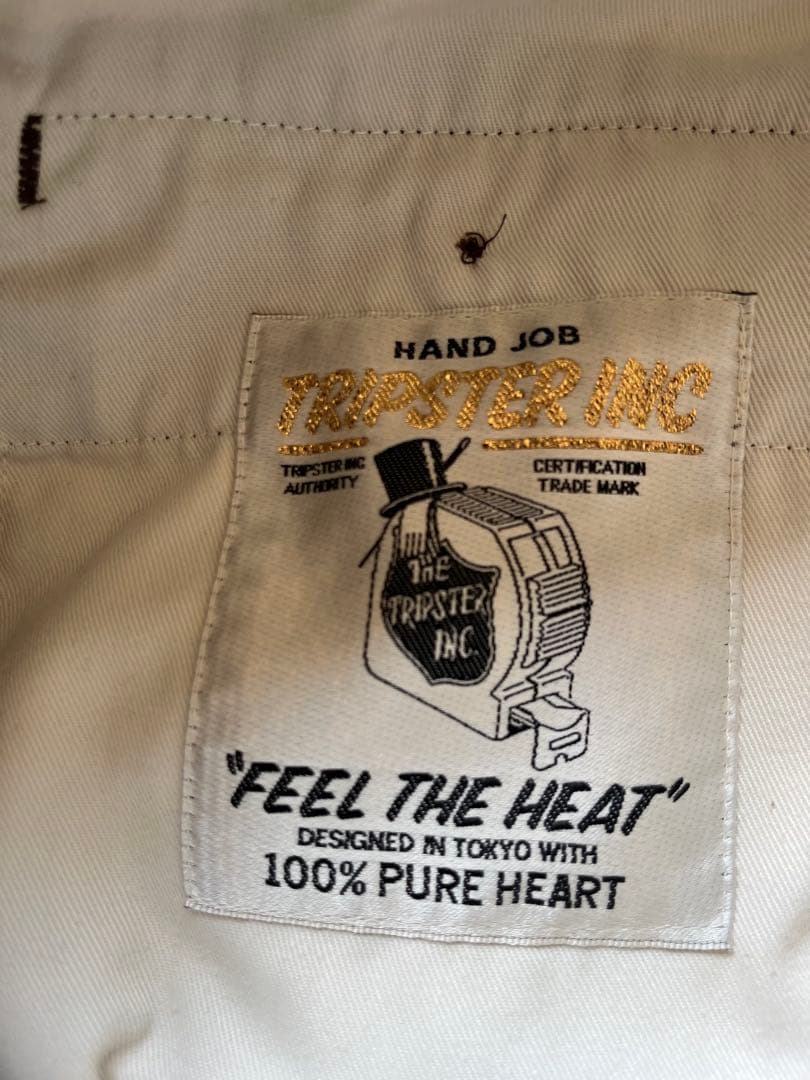 HAND JOB
TRIPSTER INC
TRIPSTER INC
AUTHORITY
CERTIFICATION
TRADE MARK
THE
TRIPSTER
INC.
"FEEL THE HEAT"
DESIGNED IN TOKYO WITH
100% PURE HEART